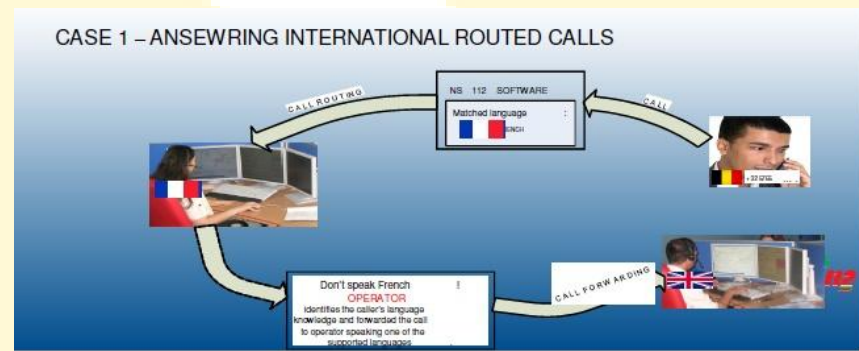 CASE 1 – ANSEWRING INTERNATIONAL ROUTED CALLS
CALL ROUTING
NS 112 SOFTWARE
Matched language :
CALL
Don't speak French !
OPERATOR
identifies the caller's language
knowledge and forwarded the call
to operator speaking one of the
supported languages .
CALL FORWARDING
112